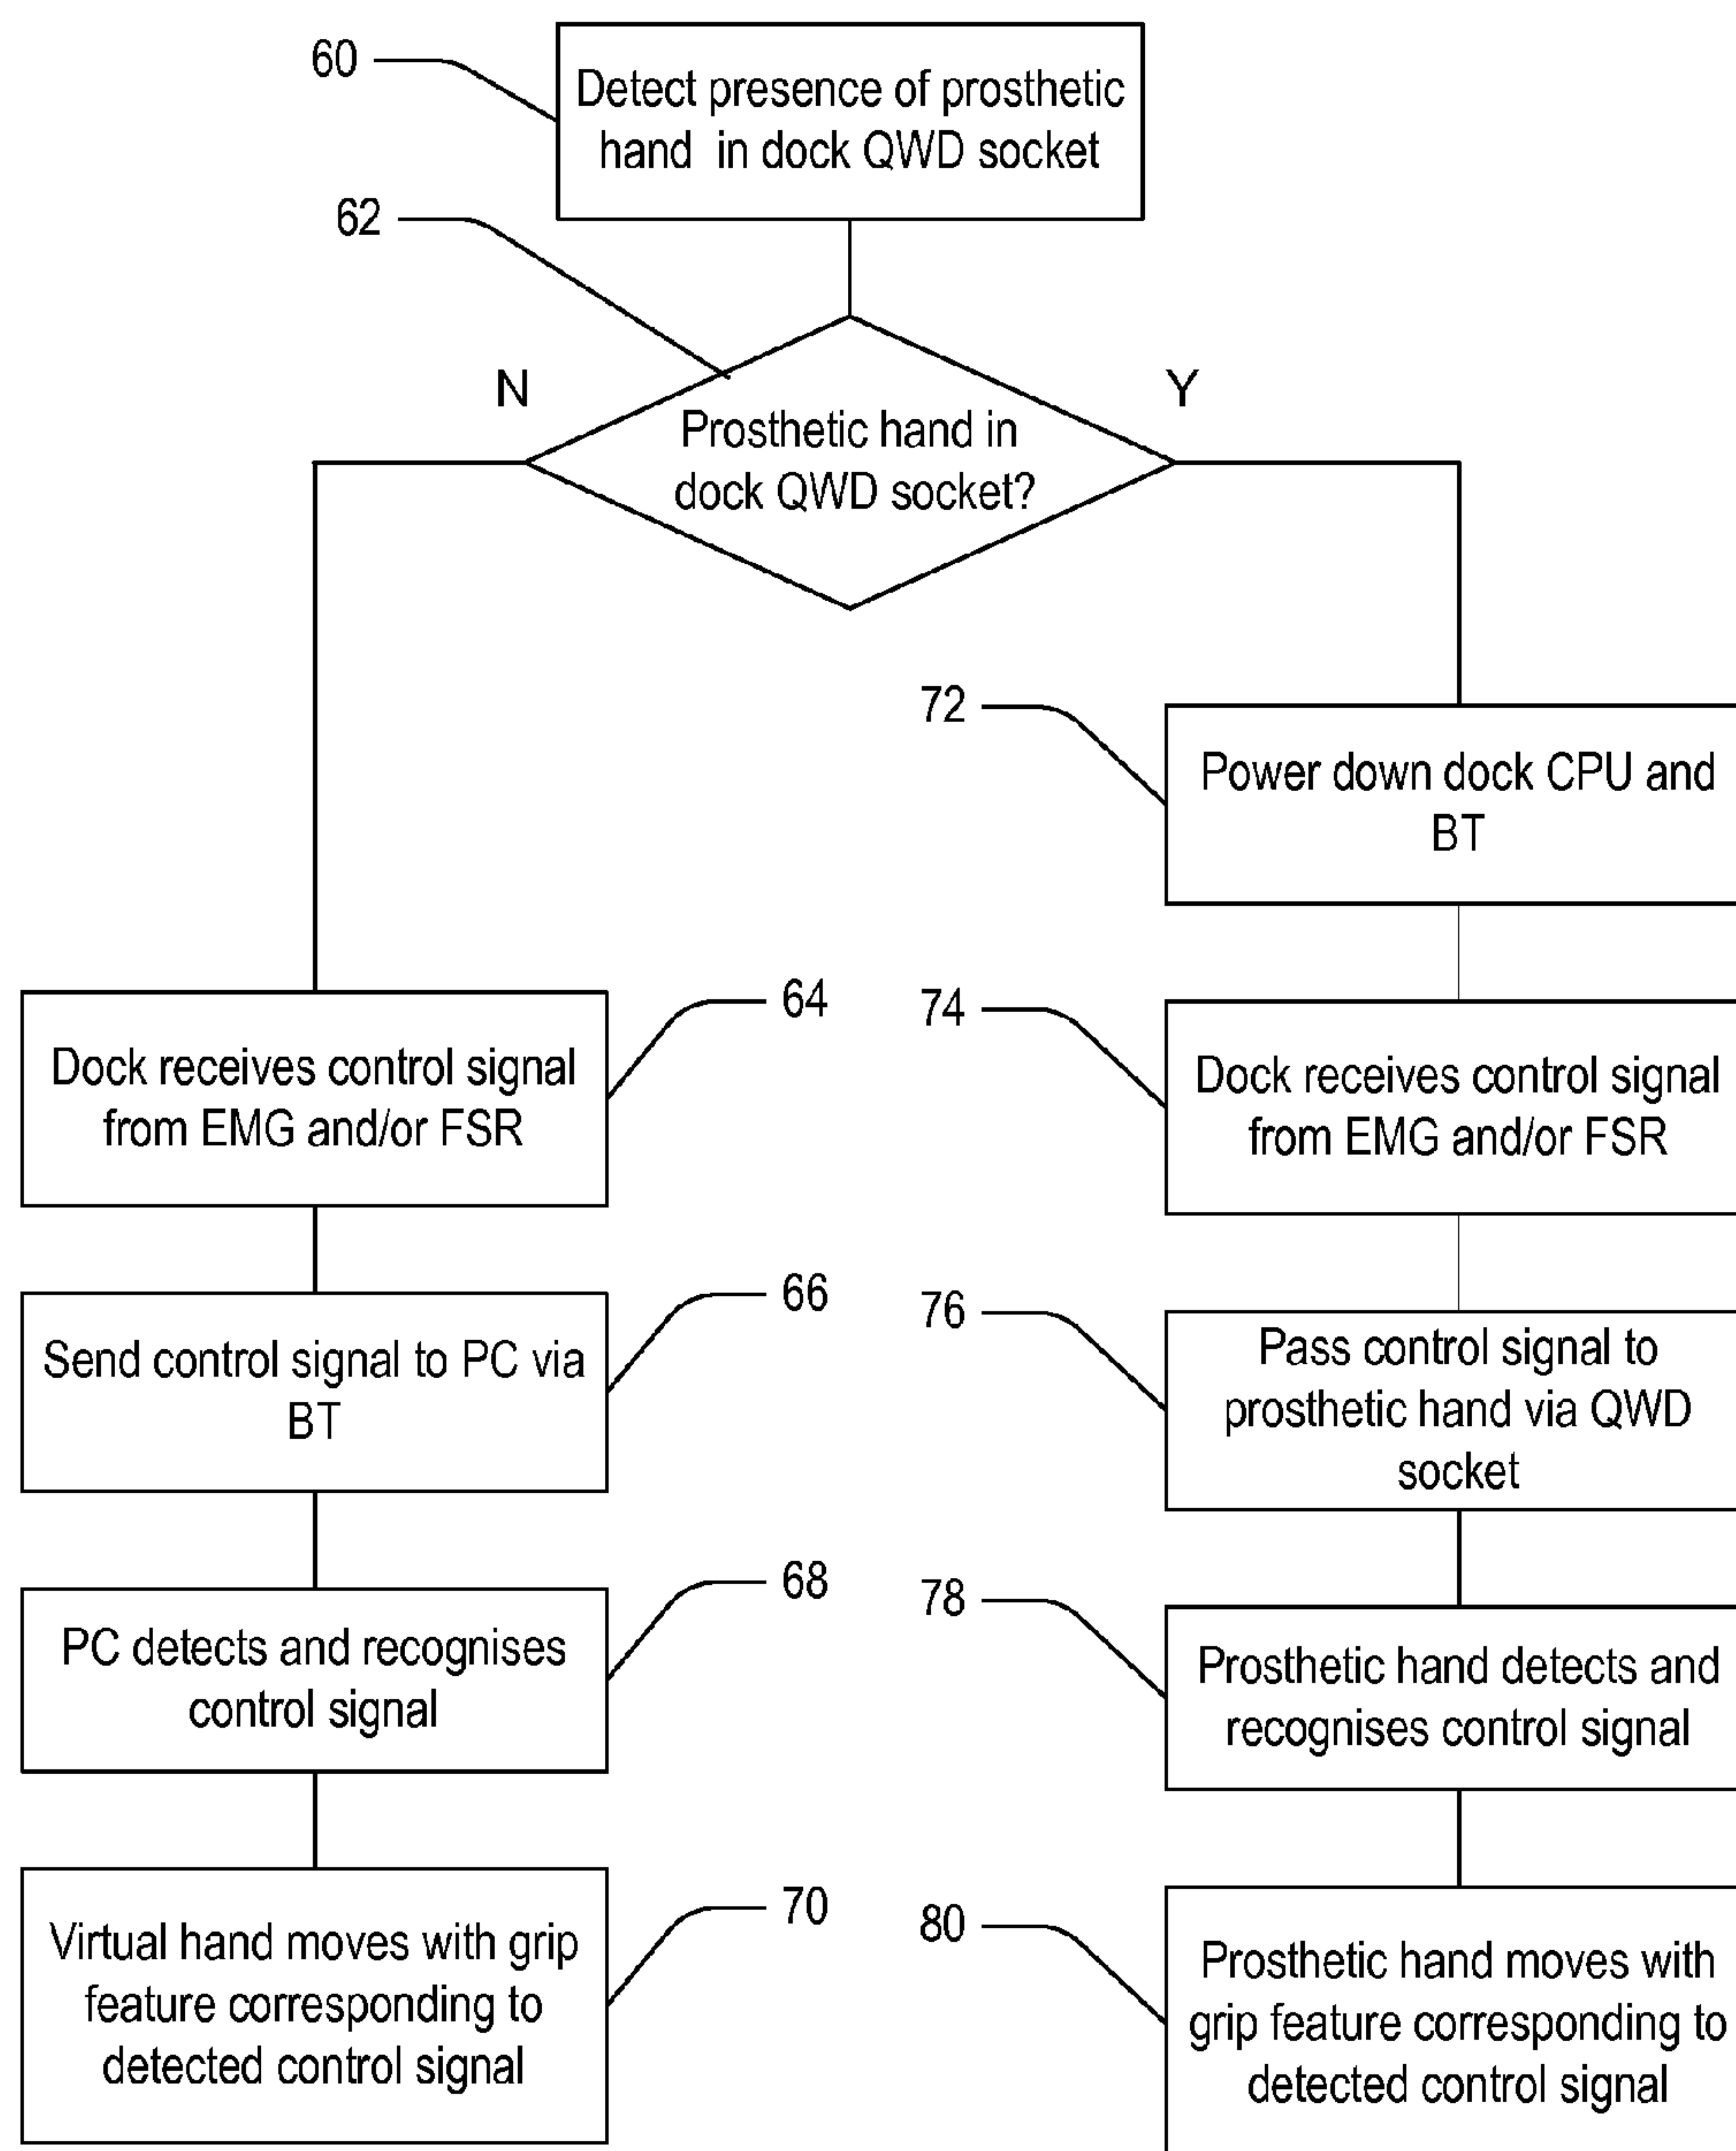 60
Detect presence of prosthetic
hand in dock QWD socket
62
N
Y
Prosthetic hand in
dock QWD socket?
72
Power down dock CPU and
BT
64
Dock receives control signal
from EMG and/or FSR
74
Dock receives control signal
from EMG and/or FSR
66
Send control signal to PC via
BT
76
Pass control signal to
prosthetic hand via QWD
socket
68
PC detects and recognises
control signal
78
Prosthetic hand detects and
recognises control signal
70
Virtual hand moves with grip
feature corresponding to
detected control signal
80
Prosthetic hand moves with
grip feature corresponding to
detected control signal